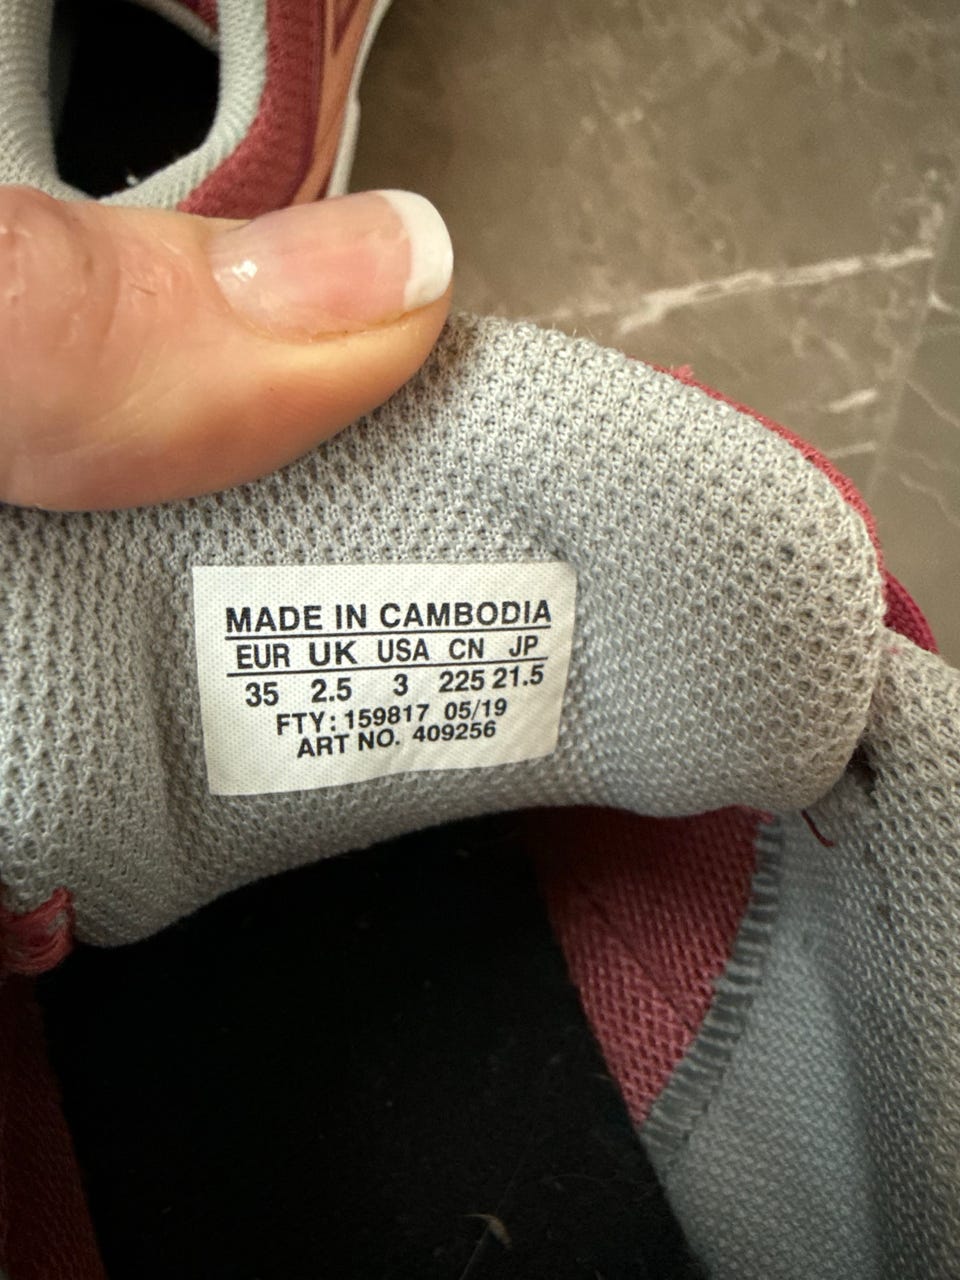 MADE IN CAMBODIA
EUR UK USA CN JP
35 2.5 3 225 21.5
FTY: 159817 05/19
ART NO. 409256